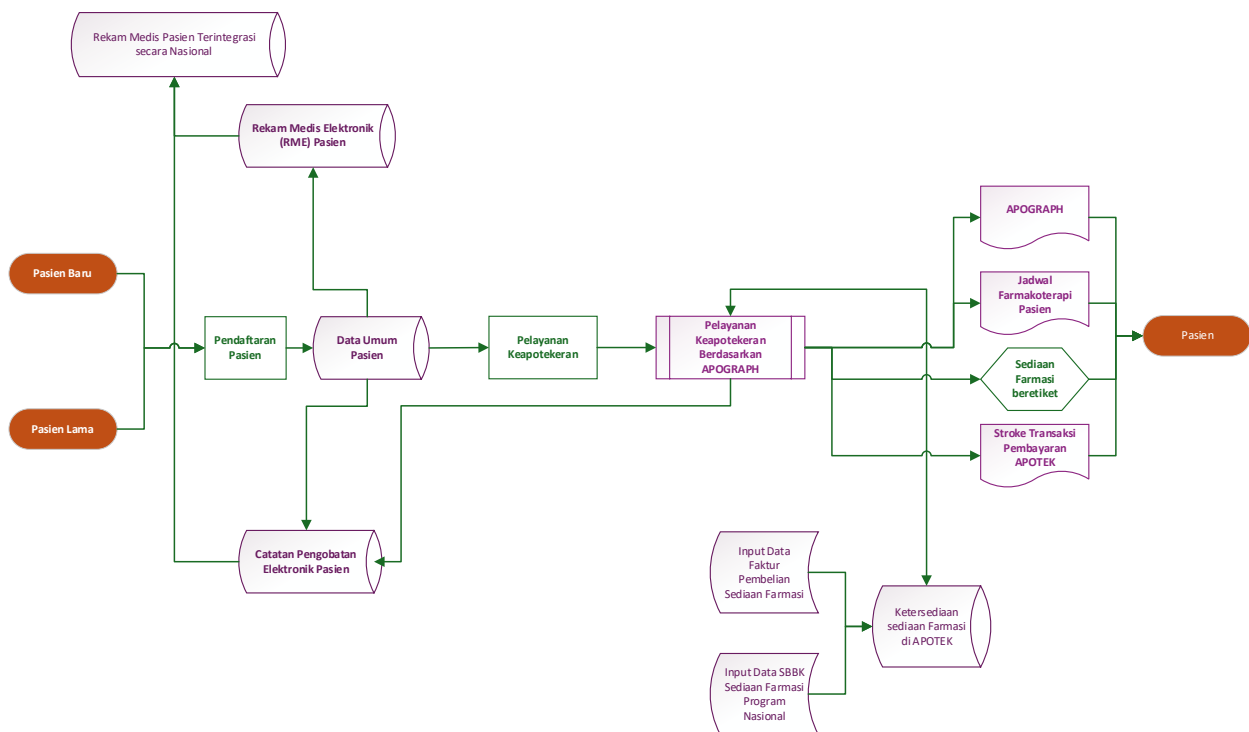 Rekam Medis Pasien Terintegrasi
secara Nasional
Rekam Medis Elektronik
(RME) Pasien
Pasien Baru
Pasien Lama
Pendaftaran
Pasien
Data Umum
Pasien
Pelayanan
Keapotekeran
Pelayanan
Keapotekeran
Berdasarkan
APOGRAPH
APOGRAPH
Jadwal
Farmakoterapi
Pasien
Sediaan
Farmasi
beretiket
Stroke Transaksi
Pembayaran
APOTEK
Pasien
Catatan Pengobatan
Elektronik Pasien
Input Data
Faktur
Pembelian
Sediaan Farmasi
Input Data SBBK
Sediaan Farmasi
Program
Nasional
Ketersediaan
sediaan Farmasi
di APOTEK